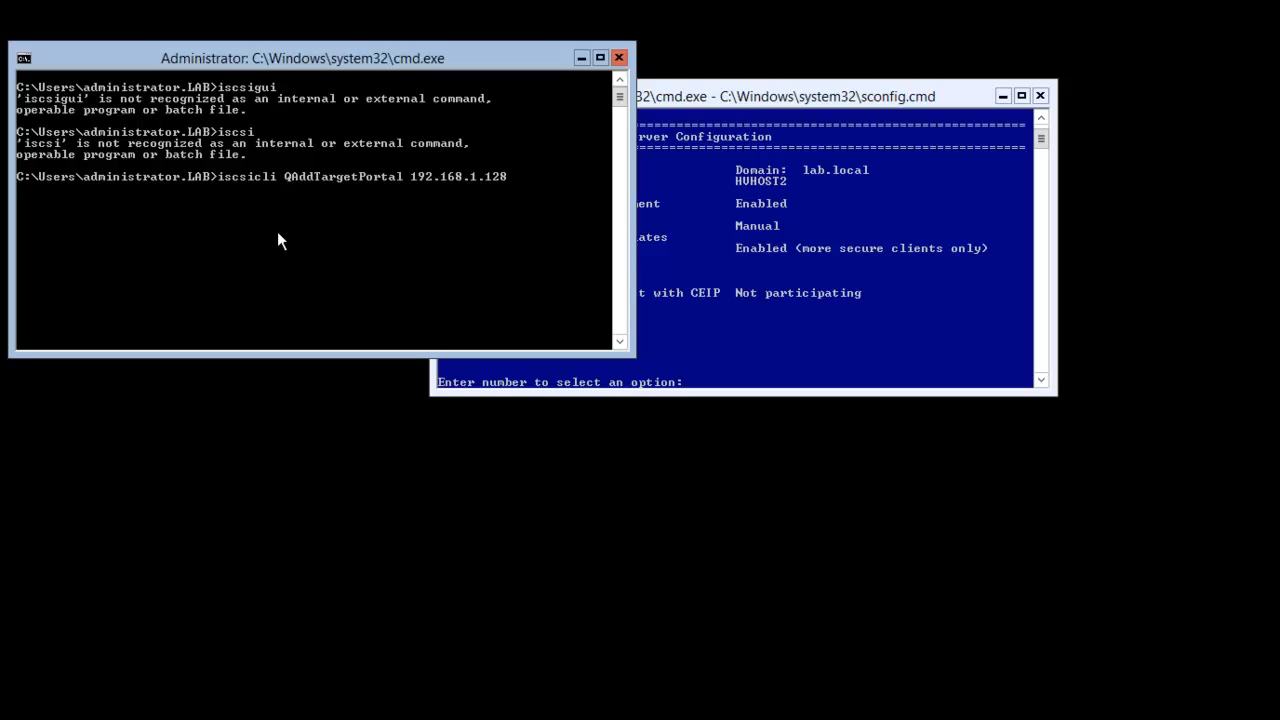 Administrator: C:\Windows\system32\cmd.exe
C:\Users\administrator.LAB>iscsigui
'iscsigui' is not recognized as an internal or external command,
operable program or batch file.
C:\Users\administrator.LAB>iscsi
'iscsi' is not recognized as an internal or external command,
operable program or batch file.
C:\Users\administrator.LAB>iscsicli QAddTargetPortal 192.168.1.128
32\cmd.exe - C:\Windows\system32\sconfig.cmd
===================================
erver Configuration
===================================
Domain: lab.local
HVHOST2
ent Enabled
Manual
ates
Enabled (more secure clients only)
t with CEIP Not participating
Enter number to select an option: